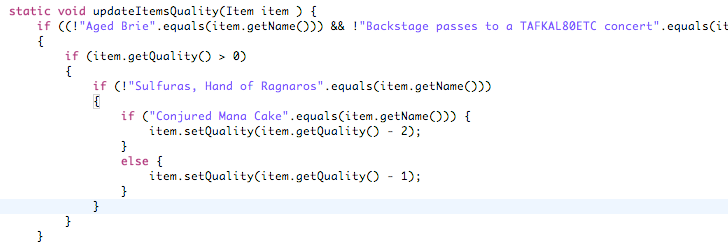 static void updateItemsQuality(Item item ) {
if ((!"Aged Brie".equals(item.getName())) && !"Backstage passes to a TAFKAL80ETC concert".equals(it
{
if (item.getQuality() > 0)
{
if (!"Sulfuras, Hand of Ragnaros".equals(item.getName()))
{
if ("Conjured Mana Cake".equals(item.getName())) {
item.setQuality(item.getQuality() - 2);
}
else {
item.setQuality(item.getQuality() - 1);
}
}
}
}